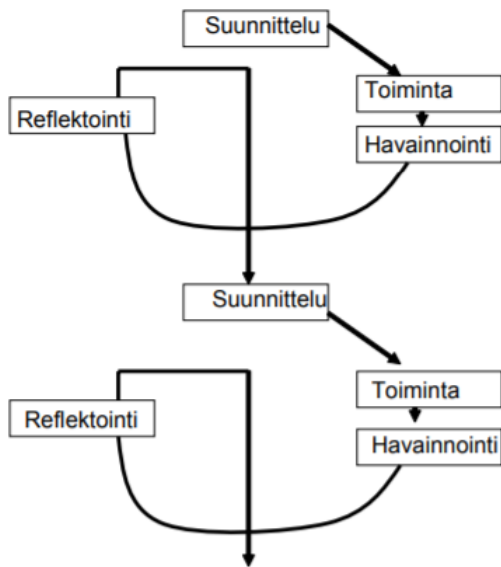 Suunnittelu
Toiminta
Reflektointi
Havainnointi
Suunnittelu
Toiminta
Reflektointi
Havainnointi